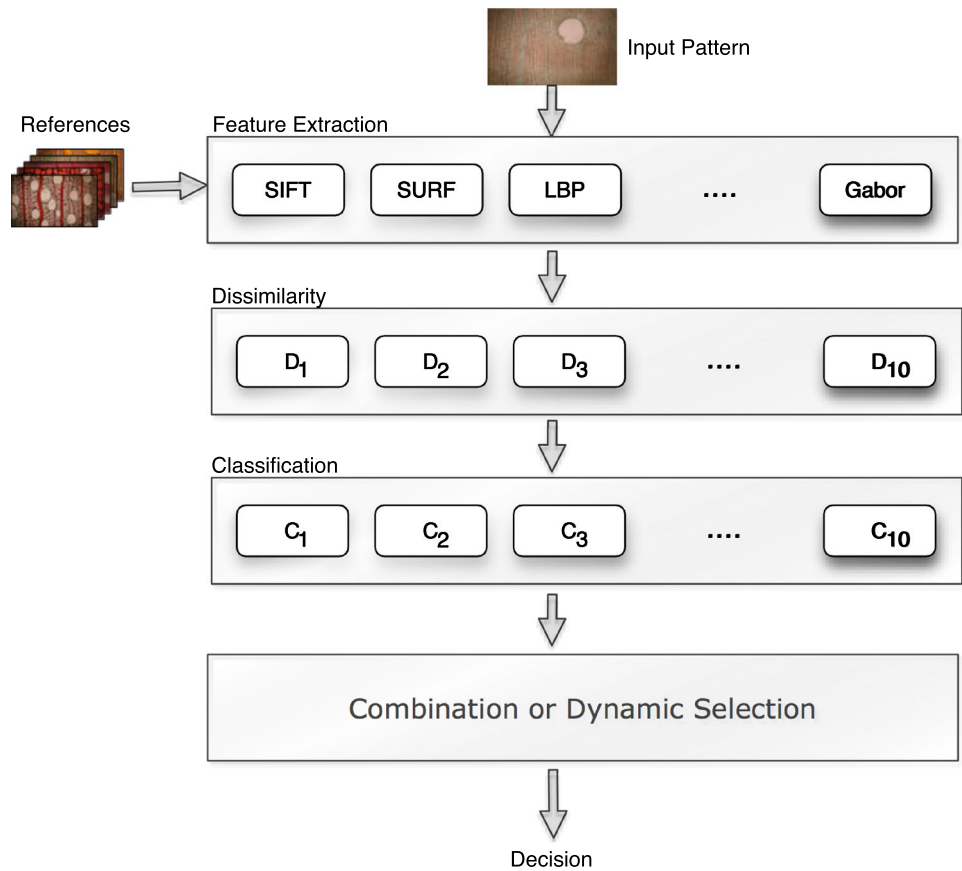 Input Pattern
References
Feature Extraction
SIFT SURF LBP .... Gabor
Dissimilarity
D1 D2 D3 .... D10
Classification
C1 C2 C3 .... C10
Combination or Dynamic Selection
Decision